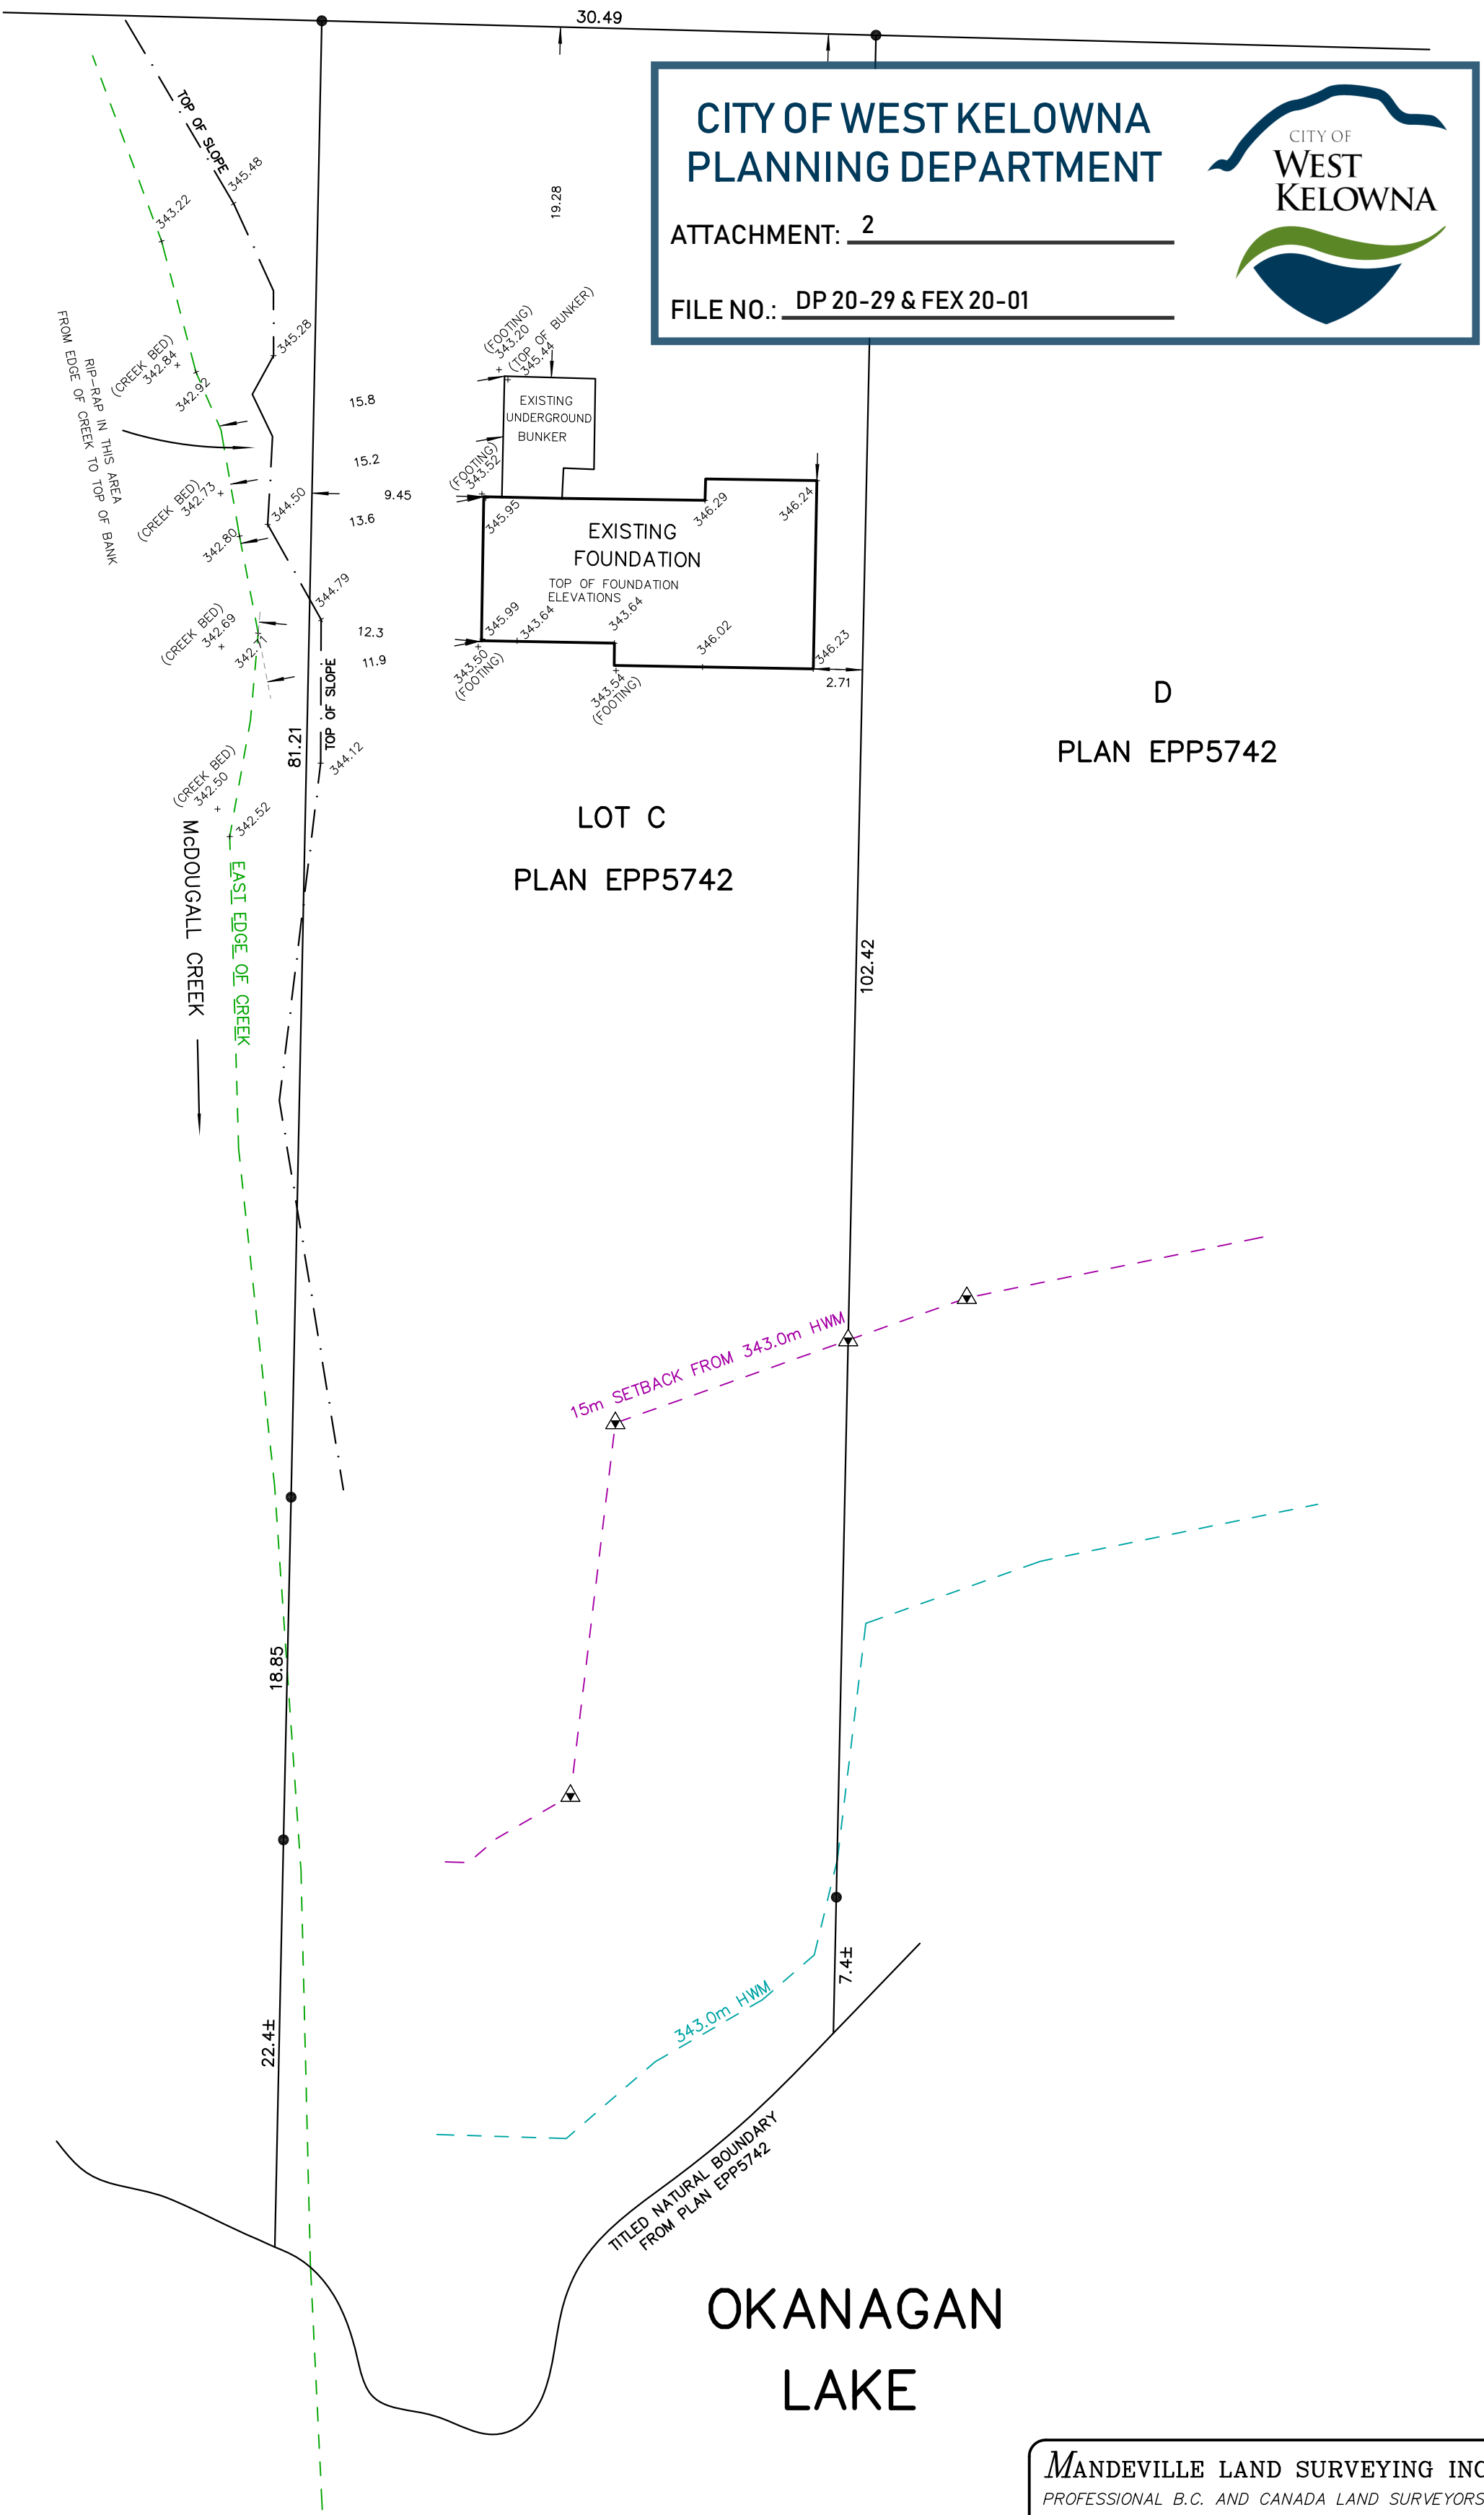 30.49
CITY OF WEST KELOWNA
PLANNING DEPARTMENT
ATTACHMENT: 2
FILE NO.: DP 20-29 & FEX 20-01
CITY OF
WEST
KELOWNA
TOP OF SLOPE
345.48
343.22
19.28
345.28
(CREEK BED)
342.84
342.92
RIP-RAP IN THIS AREA
FROM EDGE OF CREEK TO TOP OF BANK
(FOOTING)
343.20
(TOP OF BUNKER)
345.44
EXISTING
UNDERGROUND
BUNKER
15.8
15.2
9.45
13.6
(FOOTING)
343.52
(CREEK BED)
342.73
344.50
342.80
345.95
346.29
346.24
EXISTING
FOUNDATION
TOP OF FOUNDATION
ELEVATIONS
344.79
(CREEK BED)
342.69
342.71
12.3
11.9
345.99
343.64
343.64
346.02
346.23
343.50
(FOOTING)
343.54
(FOOTING)
2.71
TOP OF SLOPE
81.21
344.12
(CREEK BED)
342.50
342.52
D
PLAN EPP5742
LOT C
PLAN EPP5742
McDOUGALL CREEK
EAST EDGE OF CREEK
102.42
15m SETBACK FROM 343.0m HWM
18.85
7.4±
343.0m HWM
22.4±
TITLED NATURAL BOUNDARY
FROM PLAN EPP5742
OKANAGAN
LAKE
MANDEVILLE LAND SURVEYING INC
PROFESSIONAL B.C. AND CANADA LAND SURVEYORS